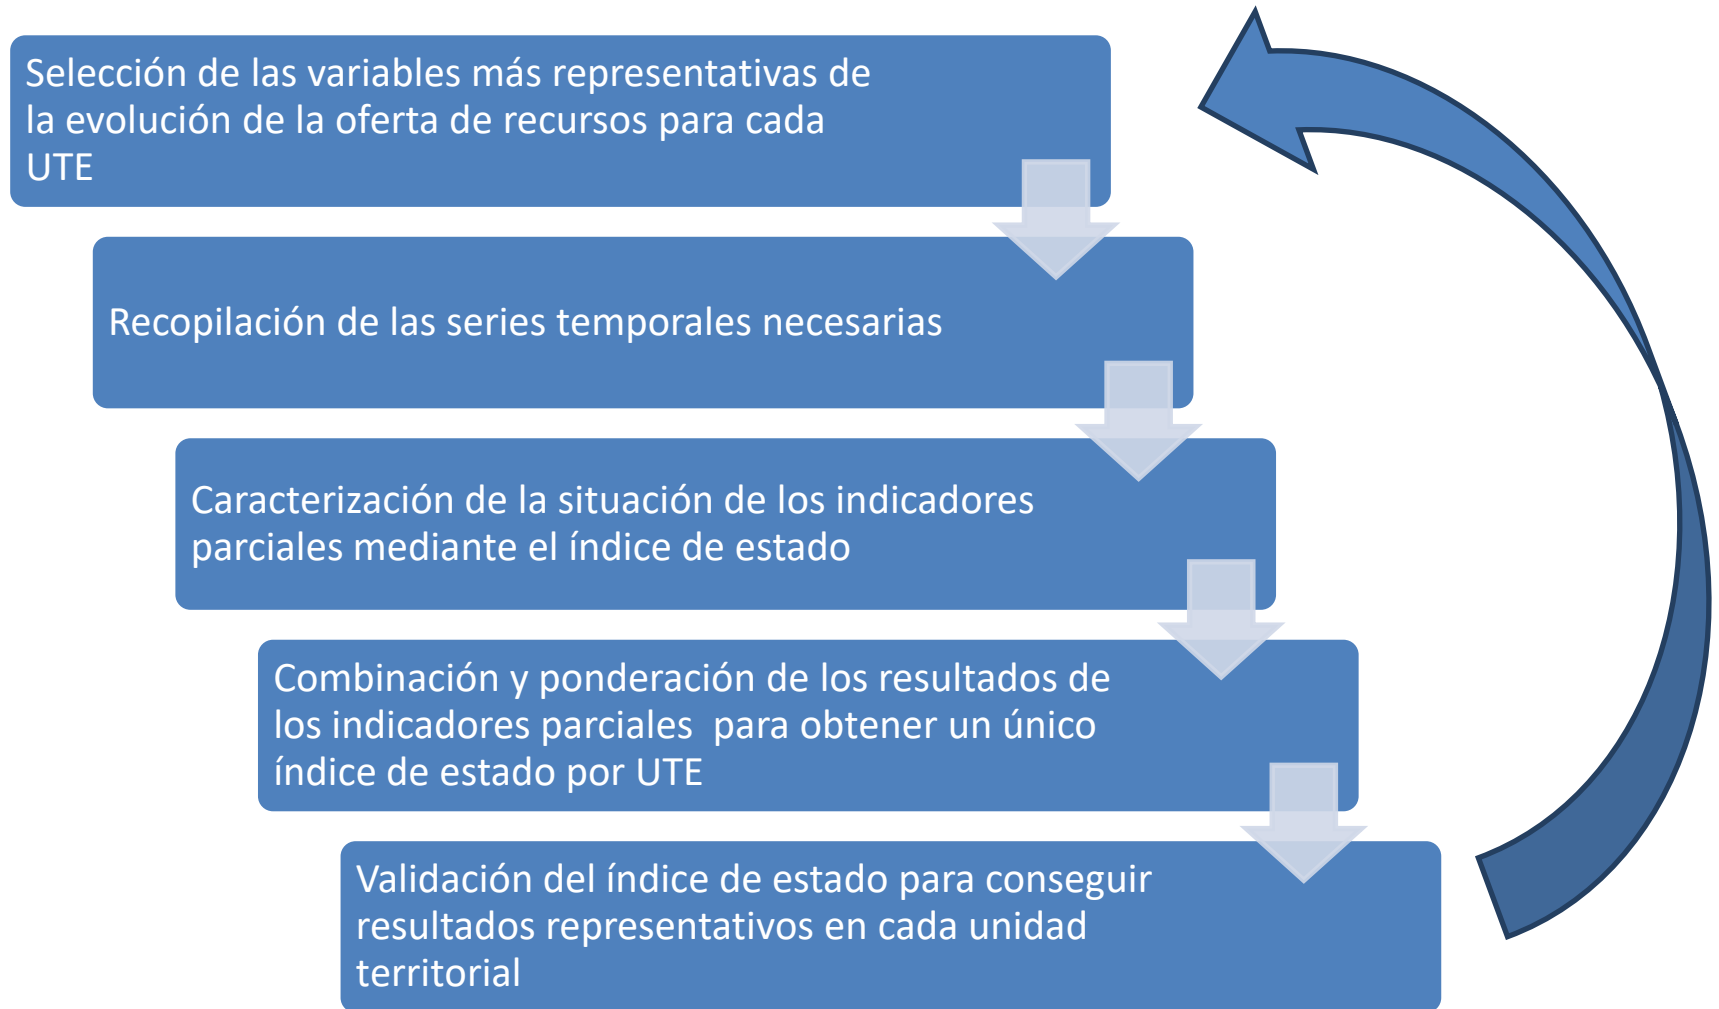 Selección de las variables más representativas de
la evolución de la oferta de recursos para cada
UTE
Recopilación de las series temporales necesarias
Caracterización de la situación de los indicadores
parciales mediante el índice de estado
Combinación y ponderación de los resultados de
los indicadores parciales  para obtener un único
índice de estado por UTE
Validación del índice de estado para conseguir
resultados representativos en cada unidad
territorial